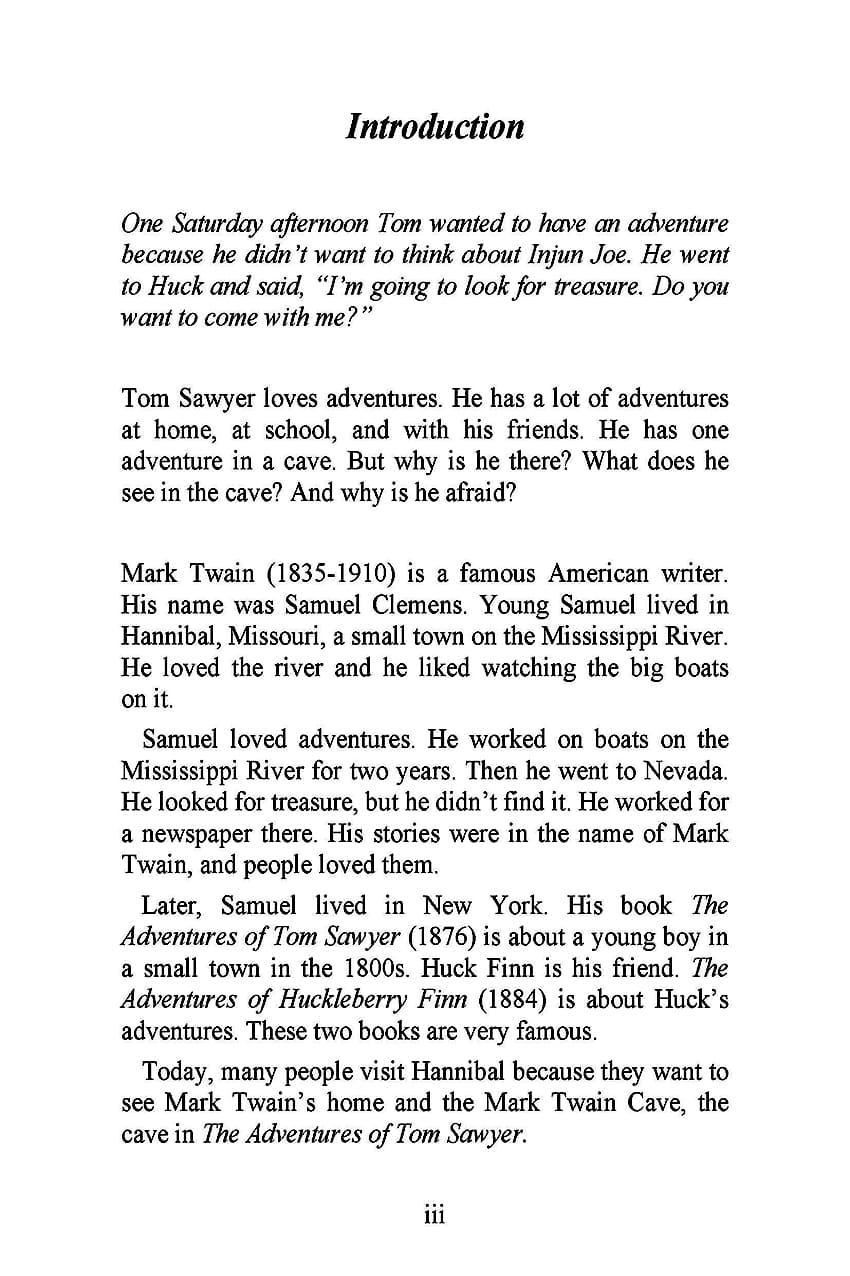 Introduction
One Saturday afternoon Tom wanted to have an adventure
because he didn’t want to think about Injun Joe. He went
to Huck and said, “I’m going to look for treasure. Do you
want to come with me?”
Tom Sawyer loves adventures. He has a lot of adventures
at home, at school, and with his friends. He has one
adventure in a cave. But why is he there? What does he
see in the cave? And why is he afraid?
Mark Twain (1835-1910) is a famous American writer.
His name was Samuel Clemens. Young Samuel lived in
Hannibal, Missouri, a small town on the Mississippi River.
He loved the river and he liked watching the big boats
on it.
Samuel loved adventures. He worked on boats on the
Mississippi River for two years. Then he went to Nevada.
He looked for treasure, but he didn’t find it. He worked for
a newspaper there. His stories were in the name of Mark
Twain, and people loved them.
Later, Samuel lived in New York. His book The
Adventures of Tom Sawyer (1876) is about a young boy in
a small town in the 1800s. Huck Finn is his friend. The
Adventures of Huckleberry Finn (1884) is about Huck’s
adventures. These two books are very famous.
Today, many people visit Hannibal because they want to
see Mark Twain’s home and the Mark Twain Cave, the
cave in The Adventures of Tom Sawyer.
iii